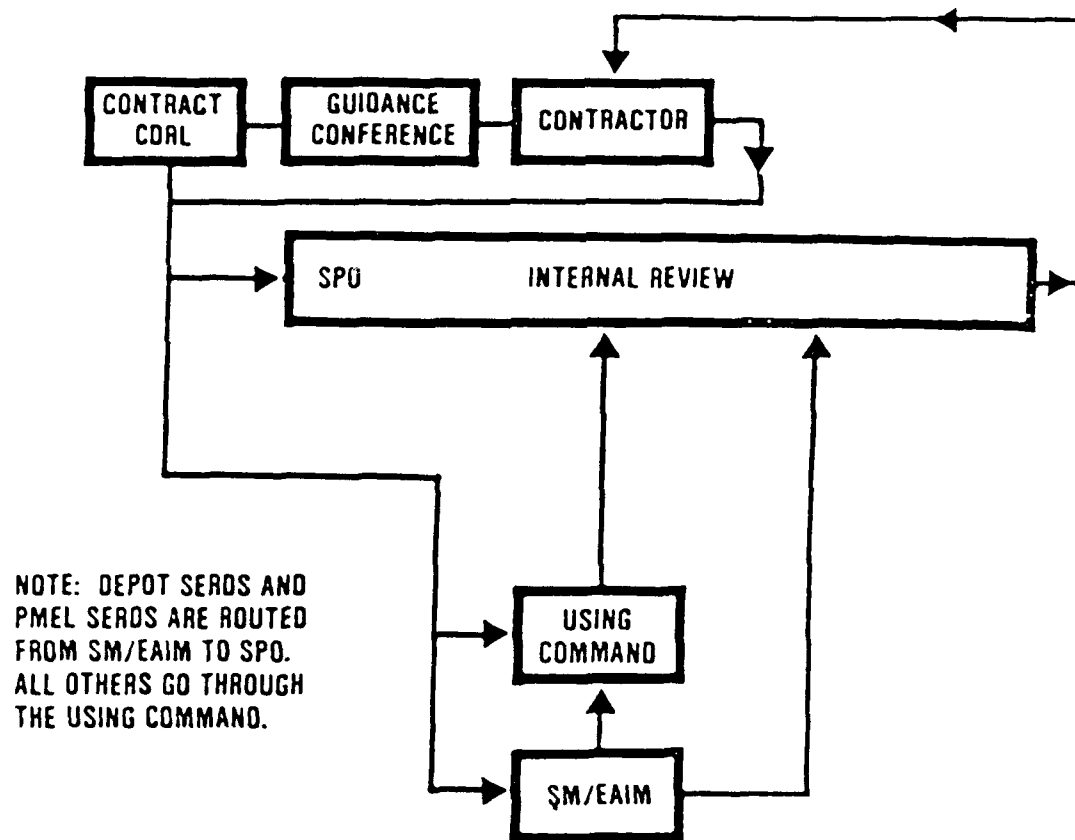 CONTRACT
CDRL
GUIDANCE
CONFERENCE
CONTRACTOR
SPO INTERNAL REVIEW
NOTE: DEPOT SERDS AND
PMEL SERDS ARE ROUTED
FROM SM/EAIM TO SPO.
ALL OTHERS GO THROUGH
THE USING COMMAND.
USING
COMMAND
SM/EAIM